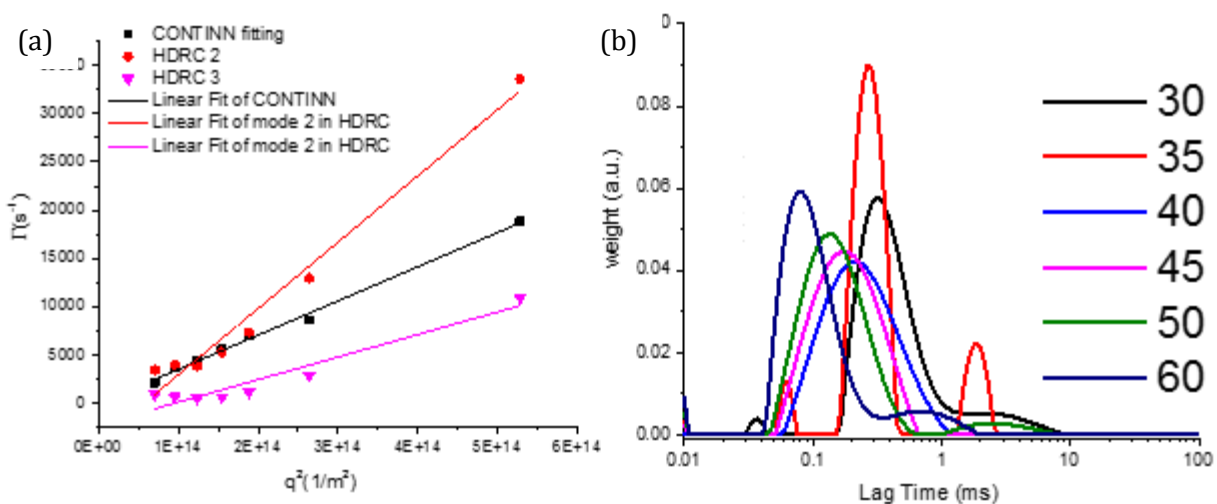 (a)
CONTINN fitting
HDRC 2
HDRC 3
Linear Fit of CONTINN
Linear Fit of mode 2 in HDRC
Linear Fit of mode 2 in HDRC
30000
25000
20000
15000
10000
5000
0
Γ(s⁻¹)
0E+00
1E+14
2E+14
3E+14
4E+14
5E+14
6E+14
q²(1/m²)
(b)
0
0.08
0.06
0.04
0.02
0.00
weight (a.u.)
0.01
0.1
1
10
100
Lag Time (ms)
30
35
40
45
50
60